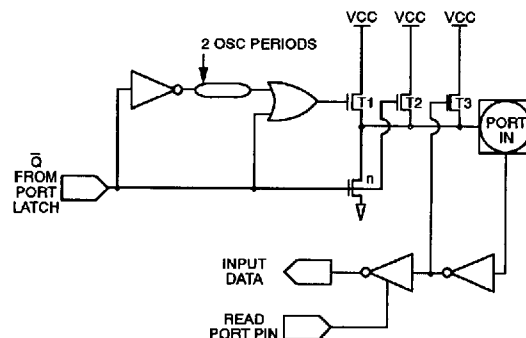 VCC
VCC
VCC
2 OSC PERIODS
T1
T2
T3
PORT
IN
Q̅
FROM
PORT
LATCH
n
INPUT
DATA
READ
PORT PIN